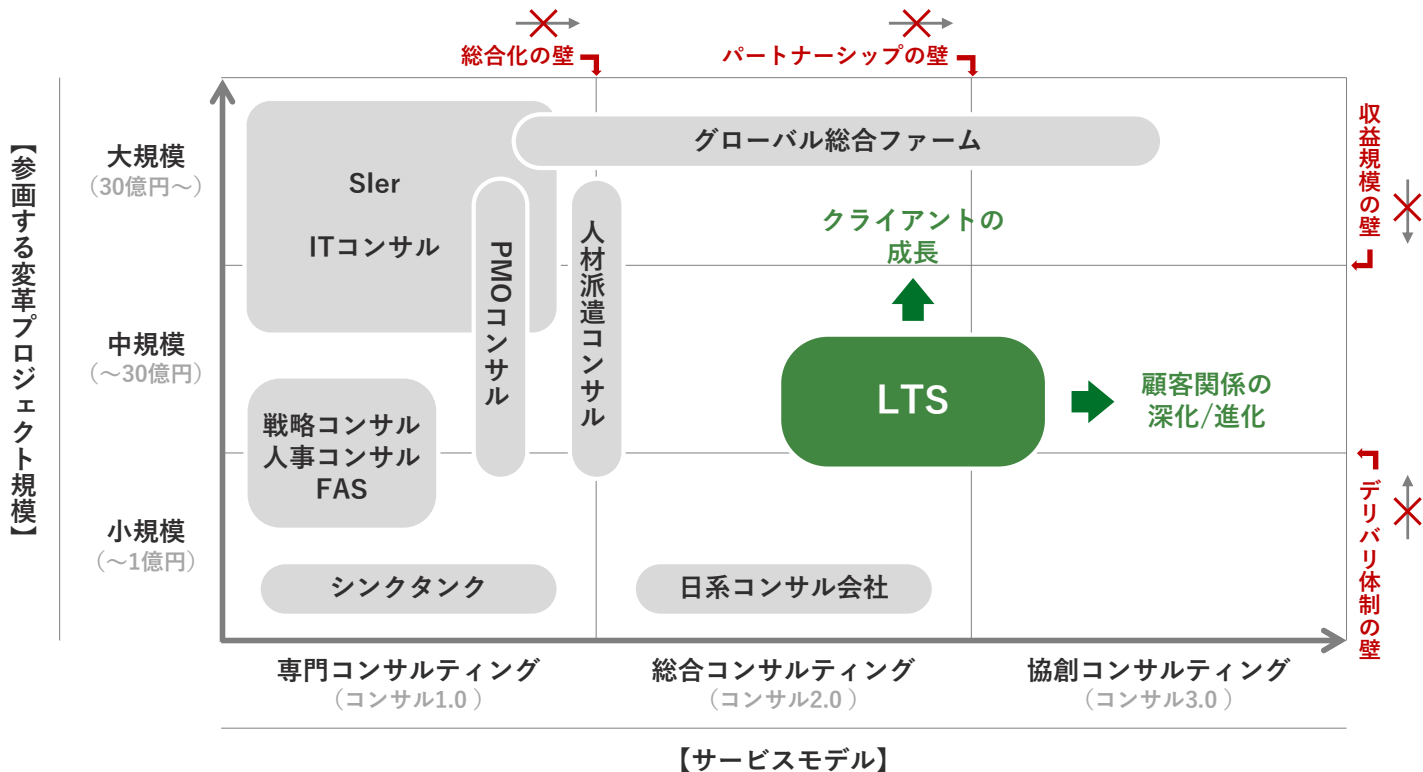 総合化の壁
パートナーシップの壁
【参画する変革プロジェクト規模】
大規模
（30億円～）
中規模
（～30億円）
小規模
（～1億円）
SIer
ITコンサル
PMOコンサル
人材派遣コンサル
グローバル総合ファーム
戦略コンサル
人事コンサル
FAS
シンクタンク
日系コンサル会社
クライアントの
成長
LTS
顧客関係の
深化/進化
収益規模の壁
デリバリ体制の壁
専門コンサルティング
（コンサル1.0 ）
総合コンサルティング
（コンサル2.0 ）
協創コンサルティング
（コンサル3.0 ）
【サービスモデル】